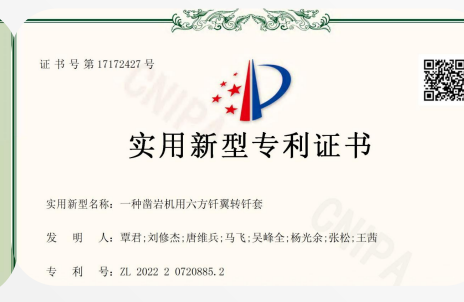 证书号第17172427号
CNIPA
实用新型专利证书
实用新型名称：一种凿岩机用六方钎翼转钎套
发 明 人：覃君;刘修杰;唐维兵;马飞;吴峰全;杨光余;张松;王茜
专 利 号：ZL 2022 2 0720885.2
CNIPA